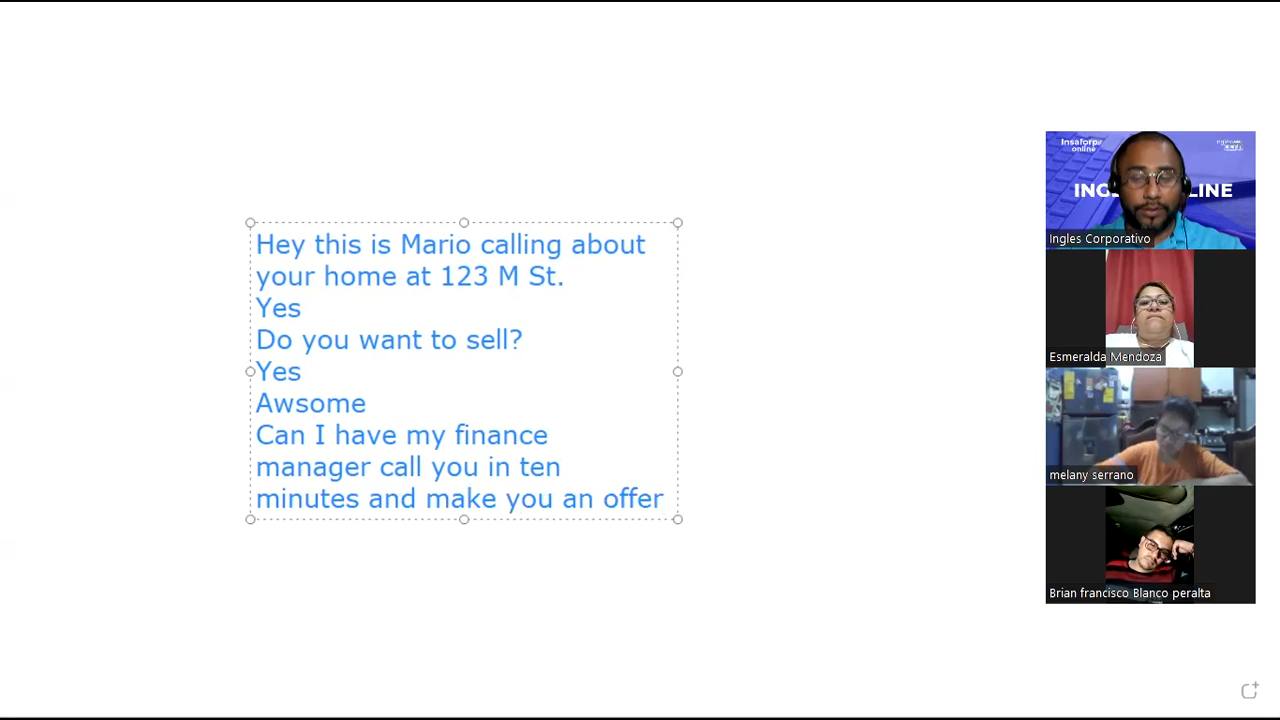 Hey this is Mario calling about
your home at 123 M St.
Yes
Do you want to sell?
Yes
Awsome
Can I have my finance
manager call you in ten
minutes and make you an offer
Insaforp
online
Ingles Corporativo
Esmeralda Mendoza
melany serrano
Brian francisco Blanco peralta